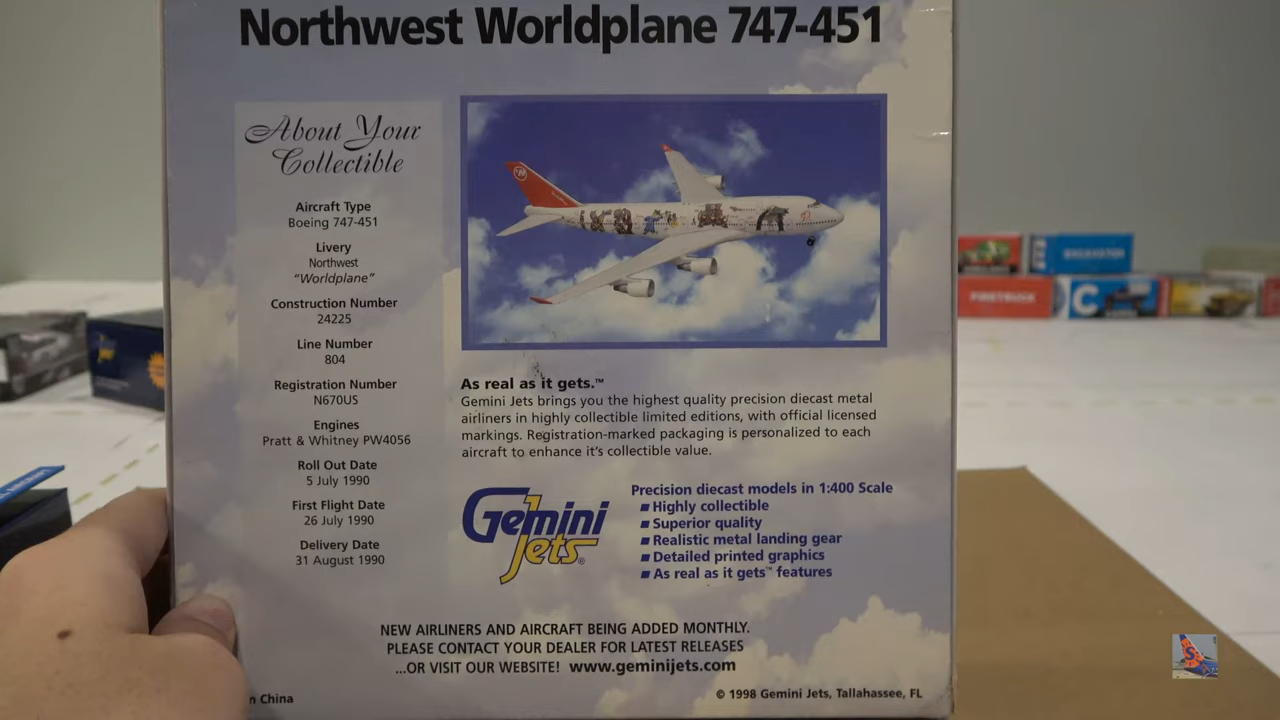 Northwest Worldplane 747-451
About Your
Collectible
Aircraft Type
Boeing 747-451
Livery
Northwest
“Worldplane”
Construction Number
24225
Line Number
804
Registration Number
N670US
Engines
Pratt & Whitney PW4056
Roll Out Date
5 July 1990
First Flight Date
26 July 1990
Delivery Date
31 August 1990
As real as it gets.™
Gemini Jets brings you the highest quality precision diecast metal
airliners in highly collectible limited editions, with official licensed
markings. Registration-marked packaging is personalized to each
aircraft to enhance it’s collectible value.
Gemini
Jets®
Precision diecast models in 1:400 Scale
■ Highly collectible
■ Superior quality
■ Realistic metal landing gear
■ Detailed printed graphics
■ As real as it gets™ features
NEW AIRLINERS AND AIRCRAFT BEING ADDED MONTHLY.
PLEASE CONTACT YOUR DEALER FOR LATEST RELEASES
...OR VISIT OUR WEBSITE! www.geminijets.com
n China
© 1998 Gemini Jets, Tallahassee, FL
EXCAVATOR
FIRETRUCK
C